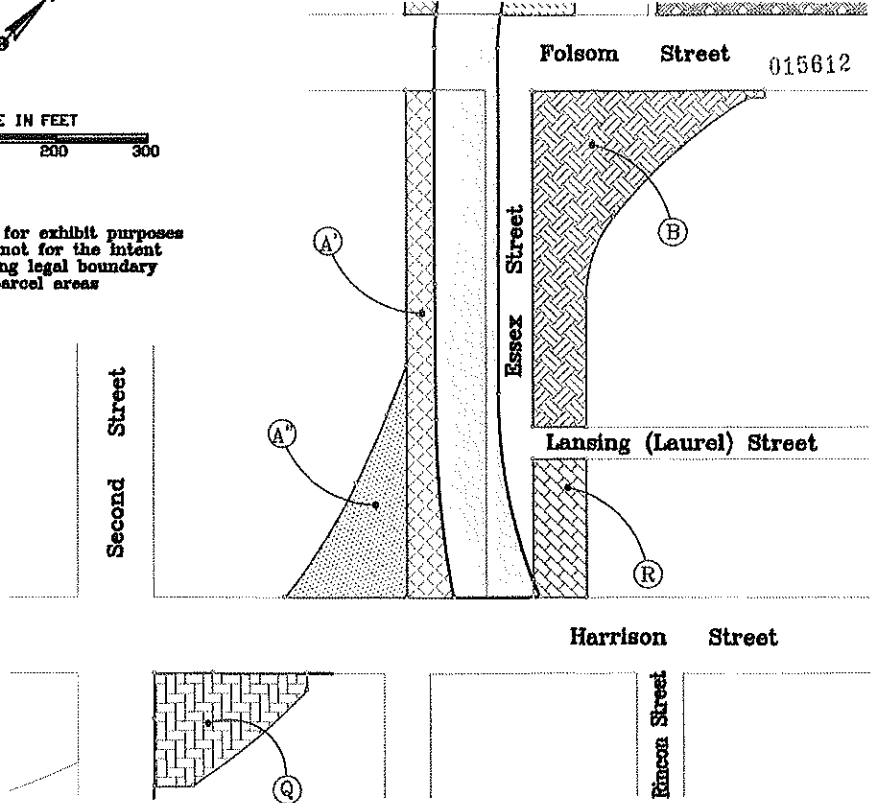 Folsom Street
015612
E IN FEET
200 300
for exhibit purposes
not for the intent
ng legal boundary
arcel areas
A'
B
Essex Street
A"
Second Street
Lansing (Laurel) Street
R
Harrison Street
Rincon Street
Q